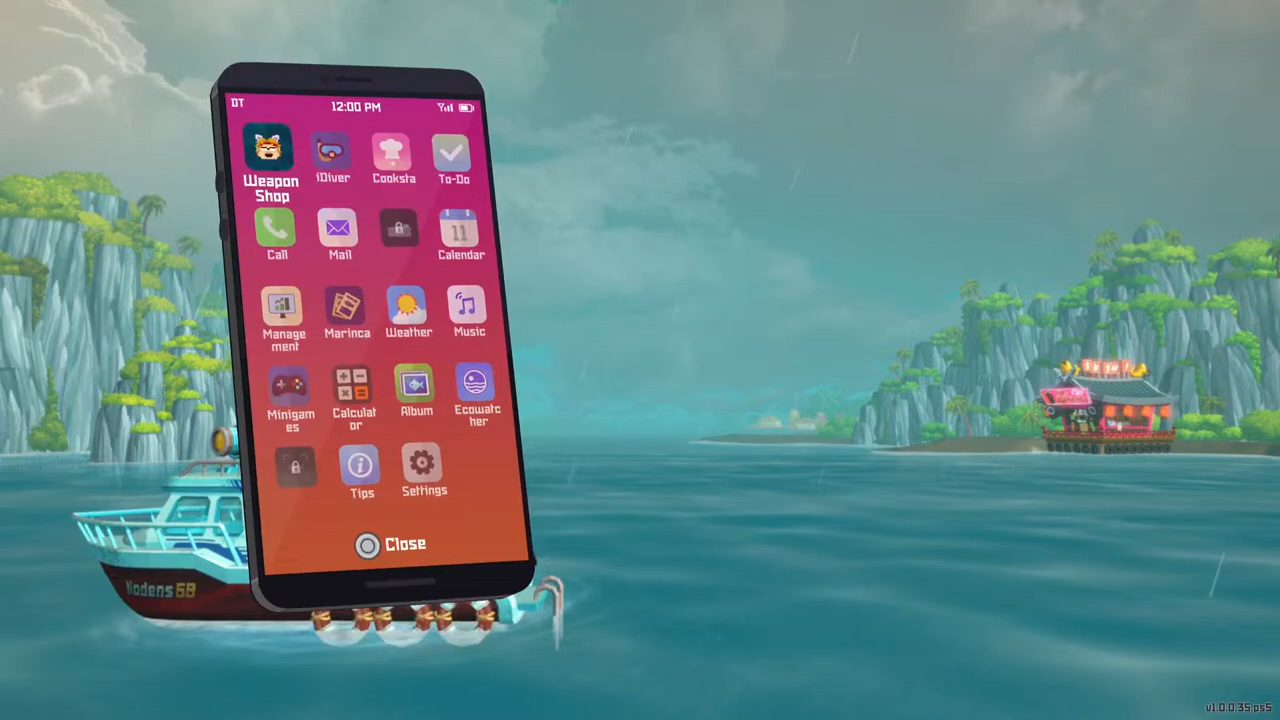 DT
12:00 PM
Weapon
Shop
iDiver
Cooksta
To-Do
Call
Mail
11
Calendar
Manage
ment
Marinca
Weather
Music
Minigam
es
Calculat
or
Album
Ecowatc
her
Tips
Settings
Close
Nodens 68
v1.0.0.35.ps5